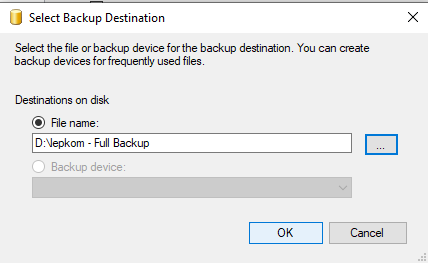 Select Backup Destination
Select the file or backup device for the backup destination. You can create
backup devices for frequently used files.
Destinations on disk
File name:
D:\lepkom - Full Backup
...
Backup device:
OK
Cancel